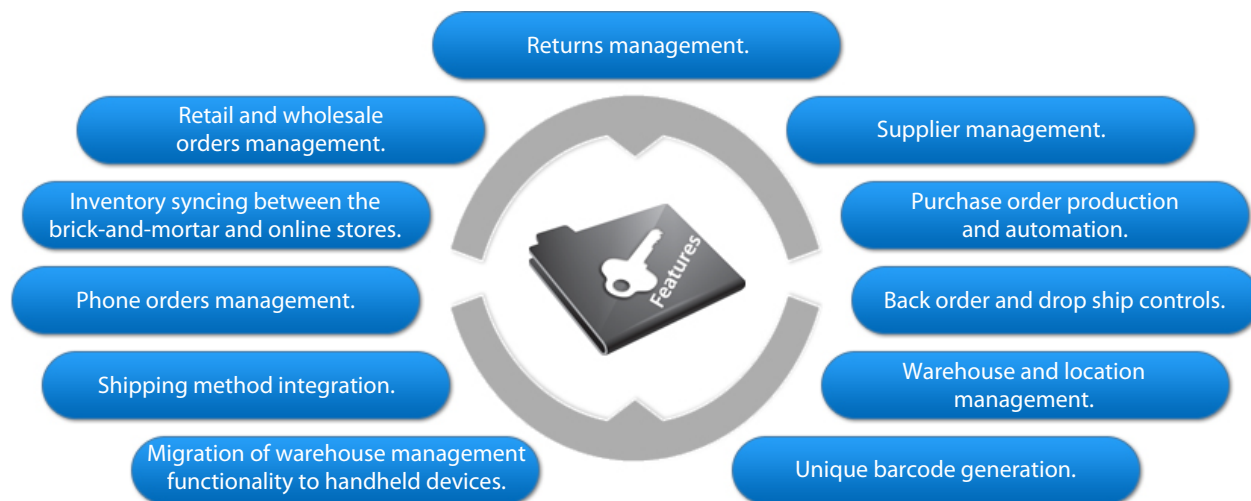 Returns management.
Retail and wholesale
orders management.
Supplier management.
Inventory syncing between the
brick-and-mortar and online stores.
Purchase order production
and automation.
Features
Phone orders management.
Back order and drop ship controls.
Shipping method integration.
Warehouse and location
management.
Migration of warehouse management
functionality to handheld devices.
Unique barcode generation.